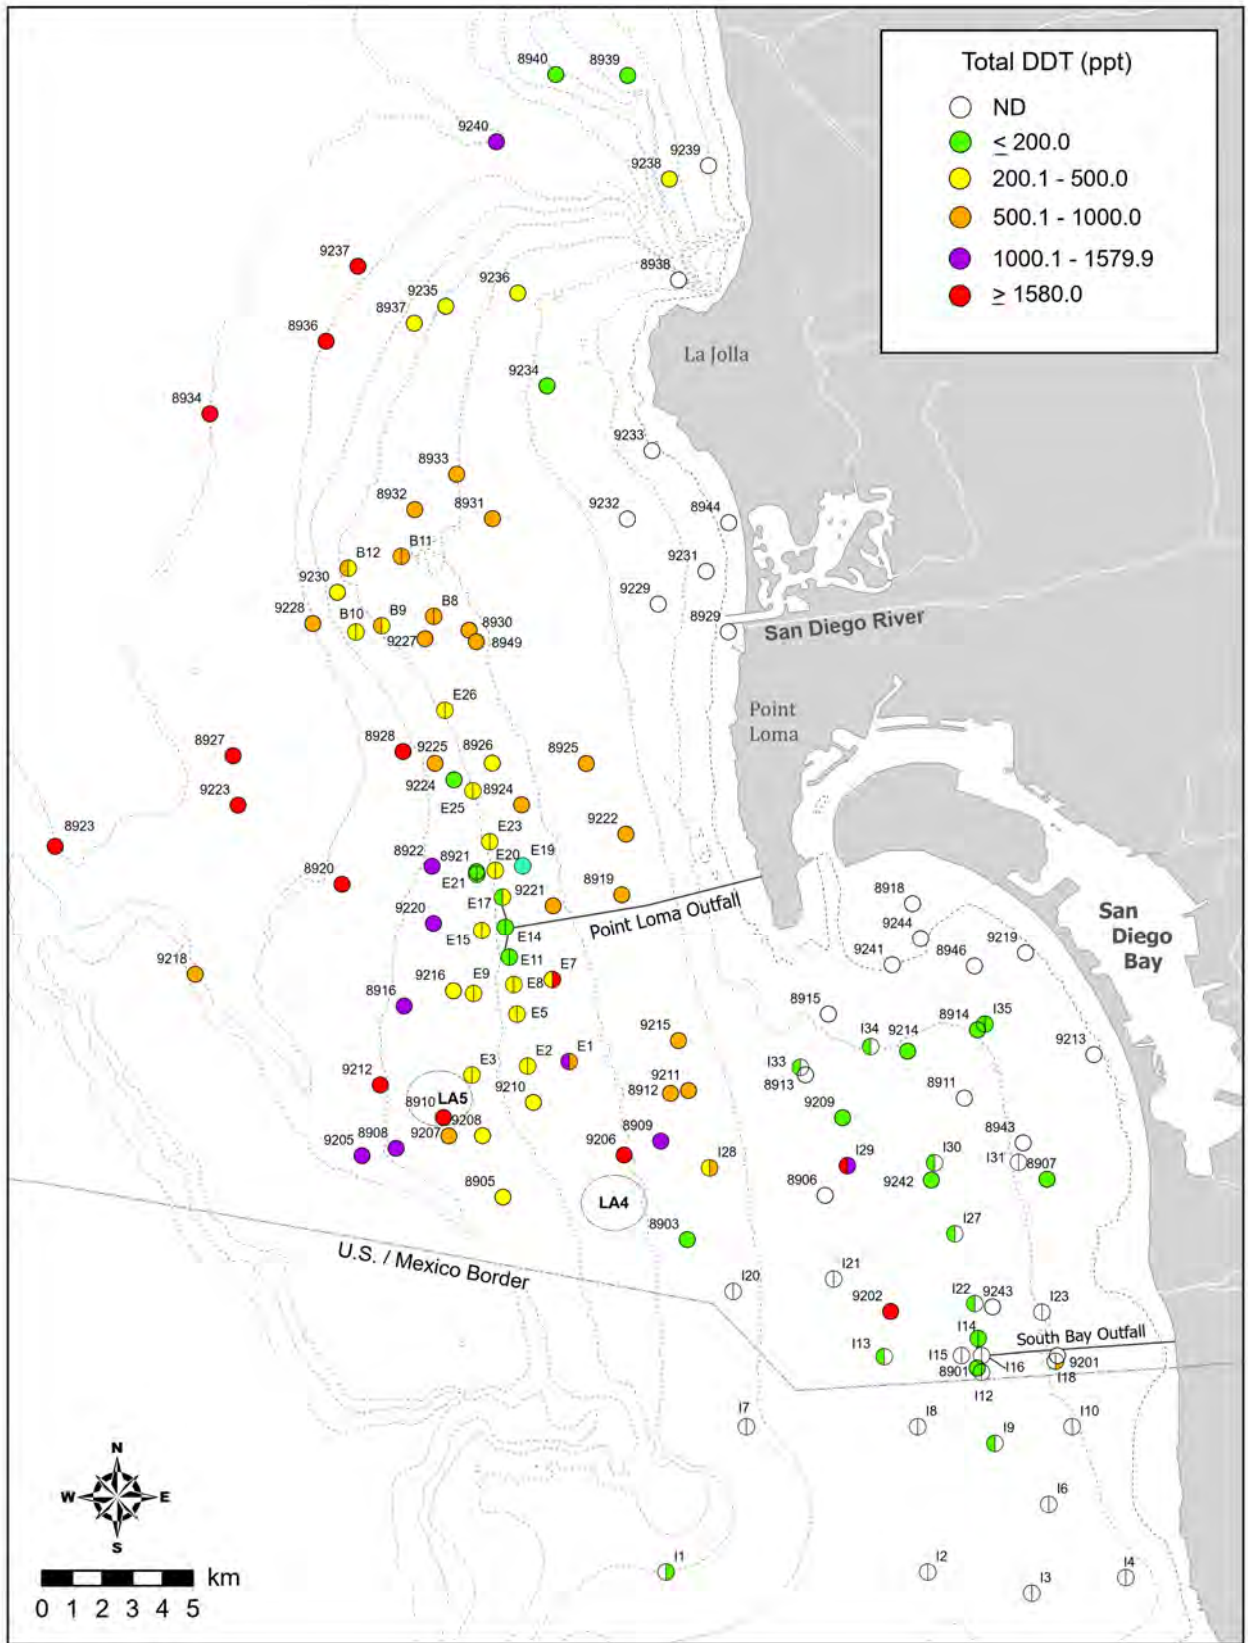 Total DDT (ppt)
ND
≤ 200.0
200.1 - 500.0
500.1 - 1000.0
1000.1 - 1579.9
≥ 1580.0
8940
8939
9240
9239
9238
9237
8938
9236
9235
8937
8936
La Jolla
9234
8934
9233
8933
8932
8931
9232
8944
B11
B12
9231
9230
9229
B8
9228
B10
B9
8930
9227
8949
8929
San Diego River
E26
Point
Loma
8928
9225
8926
8925
8927
9224
8924
E25
9223
E23
9222
8923
8922
8921
E20
E19
E21
8920
8919
E17
9221
8918
San
Diego
Bay
9220
Point Loma Outfall
E15
E14
9244
9219
9241
8946
E11
9218
9216
E9
E8
E7
8916
E5
8915
8914
I35
9215
I34
9214
9213
E2
E1
E3
I33
8913
9212
9211
8912
9210
8911
LA5
8910
9209
9207
9208
8909
8943
9205
8908
9206
I28
I29
I30
I31
8907
9242
8906
8905
LA4
I27
8903
U.S. / Mexico Border
I20
I21
9202
I22
9243
I23
I14
South Bay Outfall
I13
I15
I16
9201
8901
I18
I12
I7
I8
I9
I10
I6
N
W
E
S
I1
I2
I3
I4
km
0 1 2 3 4 5